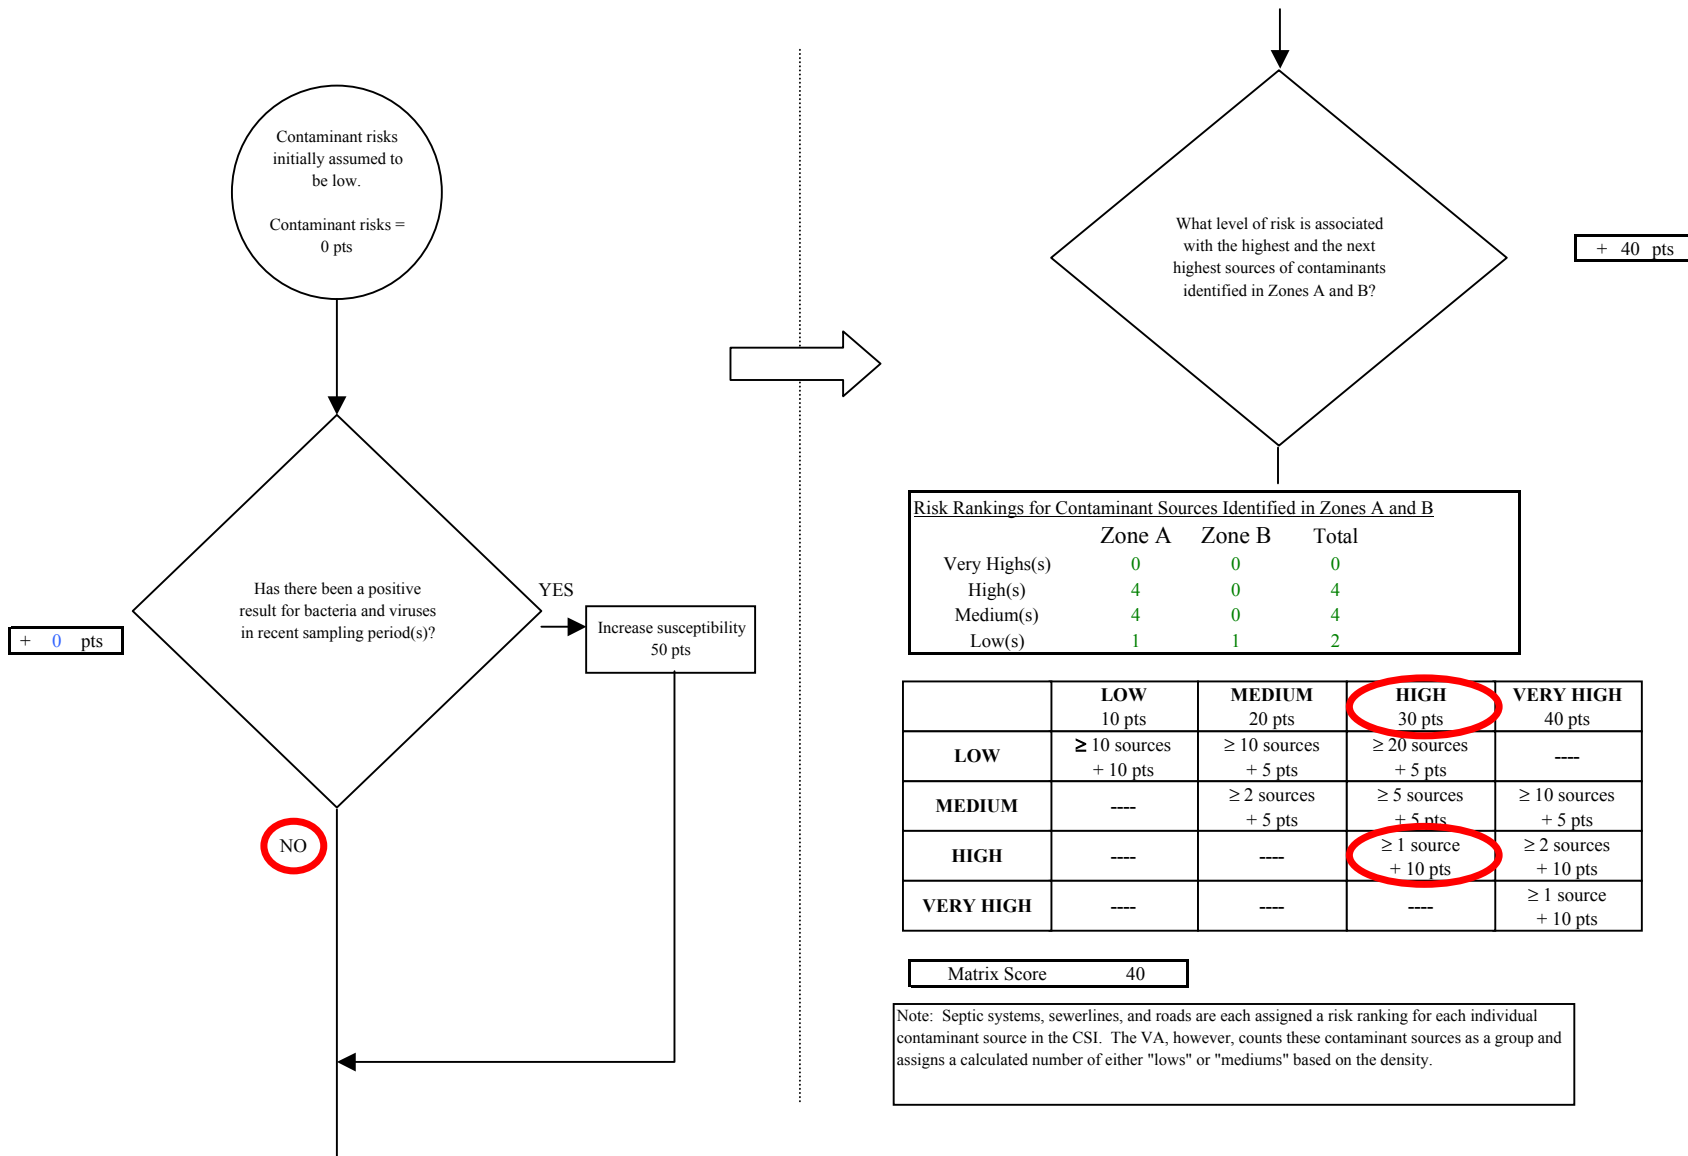 Contaminant risks
initially assumed to
be low.
Contaminant risks =
0 pts
Has there been a positive
result for bacteria and viruses
in recent sampling period(s)?
YES
+ 0 pts
Increase susceptibility
50 pts
NO
What level of risk is associated
with the highest and the next
highest sources of contaminants
identified in Zones A and B?
+ 40 pts
Risk Rankings for Contaminant Sources Identified in Zones A and B
Zone A Zone B Total
Very Highs(s) 0 0 0
High(s) 4 0 4
Medium(s) 4 0 4
Low(s) 1 1 2
LOW MEDIUM HIGH VERY HIGH
10 pts 20 pts 30 pts 40 pts
LOW ≥ 10 sources ≥ 10 sources ≥ 20 sources ----
+ 10 pts + 5 pts + 5 pts
MEDIUM ---- ≥ 2 sources ≥ 5 sources ≥ 10 sources
+ 5 pts + 5 pts + 5 pts
HIGH ---- ---- ≥ 1 source ≥ 2 sources
+ 10 pts + 10 pts
VERY HIGH ---- ---- ---- ≥ 1 source
+ 10 pts
Matrix Score 40
Note: Septic systems, sewerlines, and roads are each assigned a risk ranking for each individual
contaminant source in the CSI. The VA, however, counts these contaminant sources as a group and
assigns a calculated number of either "lows" or "mediums" based on the density.